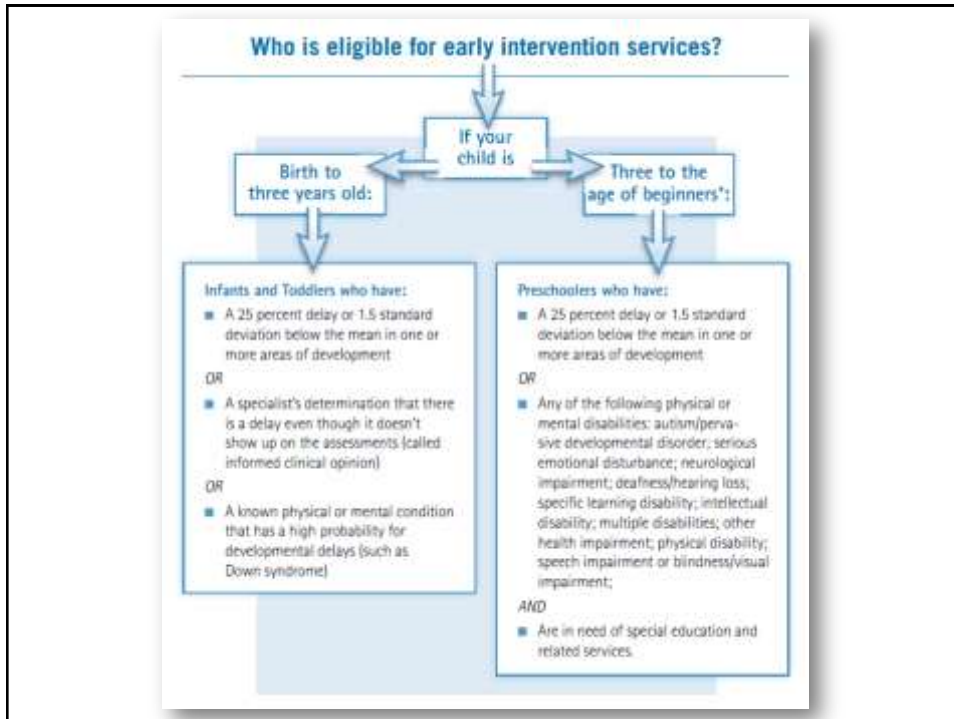 Who is eligible for early intervention services?
If your
child is
Birth to
three years old:
Three to the
age of beginners*:
Infants and Toddlers who have:
■ A 25 percent delay or 1.5 standard
deviation below the mean in one or
more areas of development
OR
■ A specialist's determination that there
is a delay even though it doesn't
show up on the assessments (called
informed clinical opinion)
OR
■ A known physical or mental condition
that has a high probability for
developmental delays (such as
Down syndrome)
Preschoolers who have:
■ A 25 percent delay or 1.5 standard
deviation below the mean in one or
more areas of development
OR
■ Any of the following physical or
mental disabilities: autism/perva-
sive developmental disorder; serious
emotional disturbance; neurological
impairment; deafness/hearing loss;
specific learning disability; intellectual
disability; multiple disabilities; other
health impairment; physical disability;
speech impairment or blindness/visual
impairment;
AND
■ Are in need of special education and
related services.